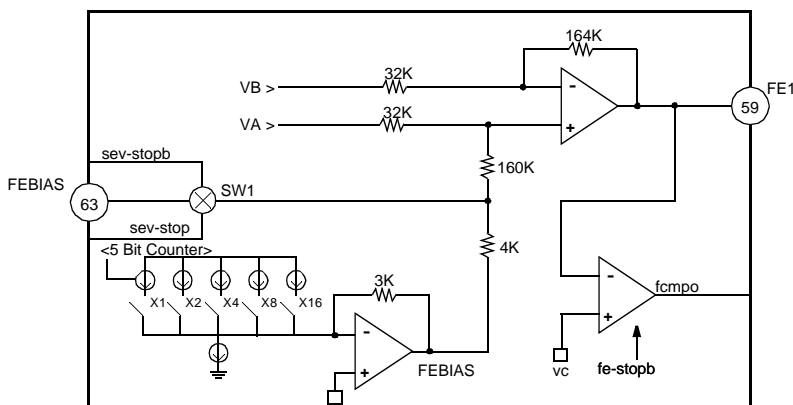 164K
32K
VB >
-
FE1
59
32K
VA >
+
sev-stopb
160K
FEBIAS
SW1
63
sev-stop
4K
<5 Bit Counter>
3K
X1 X2 X4 X8 X16
-
fcmpo
-
+
+
FEBIAS
vc
fe-stopb